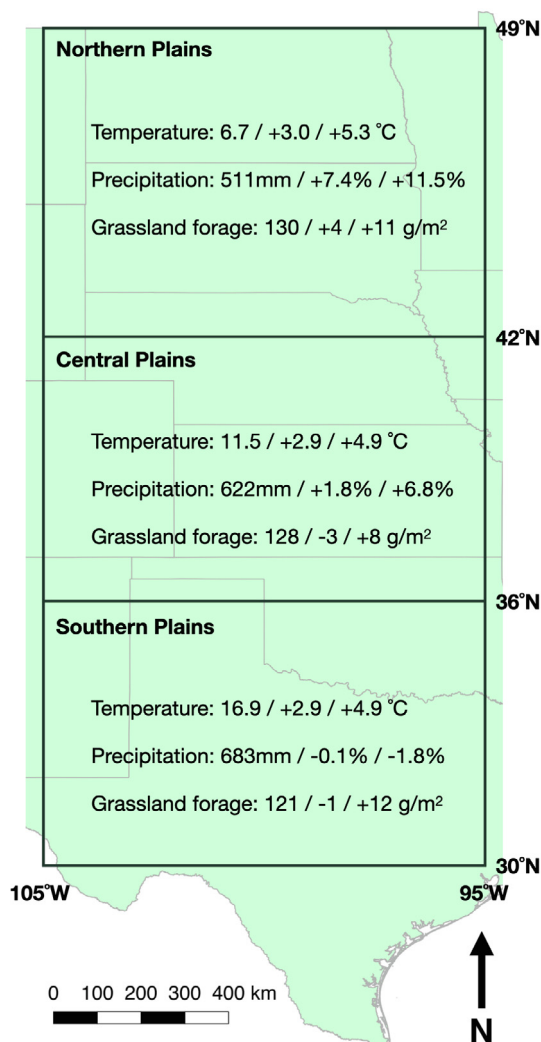 49°N
Northern Plains
Temperature: 6.7 / +3.0 / +5.3 °C
Precipitation: 511mm / +7.4% / +11.5%
Grassland forage: 130 / +4 / +11 g/m²
42°N
Central Plains
Temperature: 11.5 / +2.9 / +4.9 °C
Precipitation: 622mm / +1.8% / +6.8%
Grassland forage: 128 / -3 / +8 g/m²
36°N
Southern Plains
Temperature: 16.9 / +2.9 / +4.9 °C
Precipitation: 683mm / -0.1% / -1.8%
Grassland forage: 121 / -1 / +12 g/m²
30°N
105°W 95°W
0 100 200 300 400 km
N